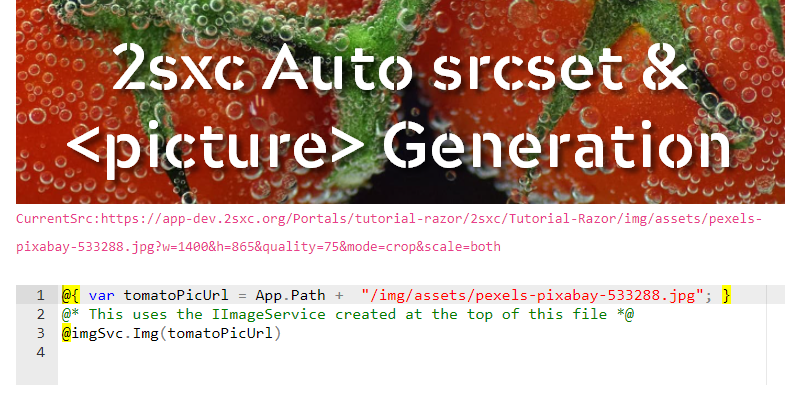 2sxc Auto srcset &
<picture> Generation
CurrentSrc:https://app-dev.2sxc.org/Portals/tutorial-razor/2sxc/Tutorial-Razor/img/assets/pexels-
pixabay-533288.jpg?w=1400&h=865&quality=75&mode=crop&scale=both
1 @{ var tomatoPicUrl = App.Path +  "/img/assets/pexels-pixabay-533288.jpg"; }
2 @* This uses the IImageService created at the top of this file *@
3 @imgSvc.Img(tomatoPicUrl)
4